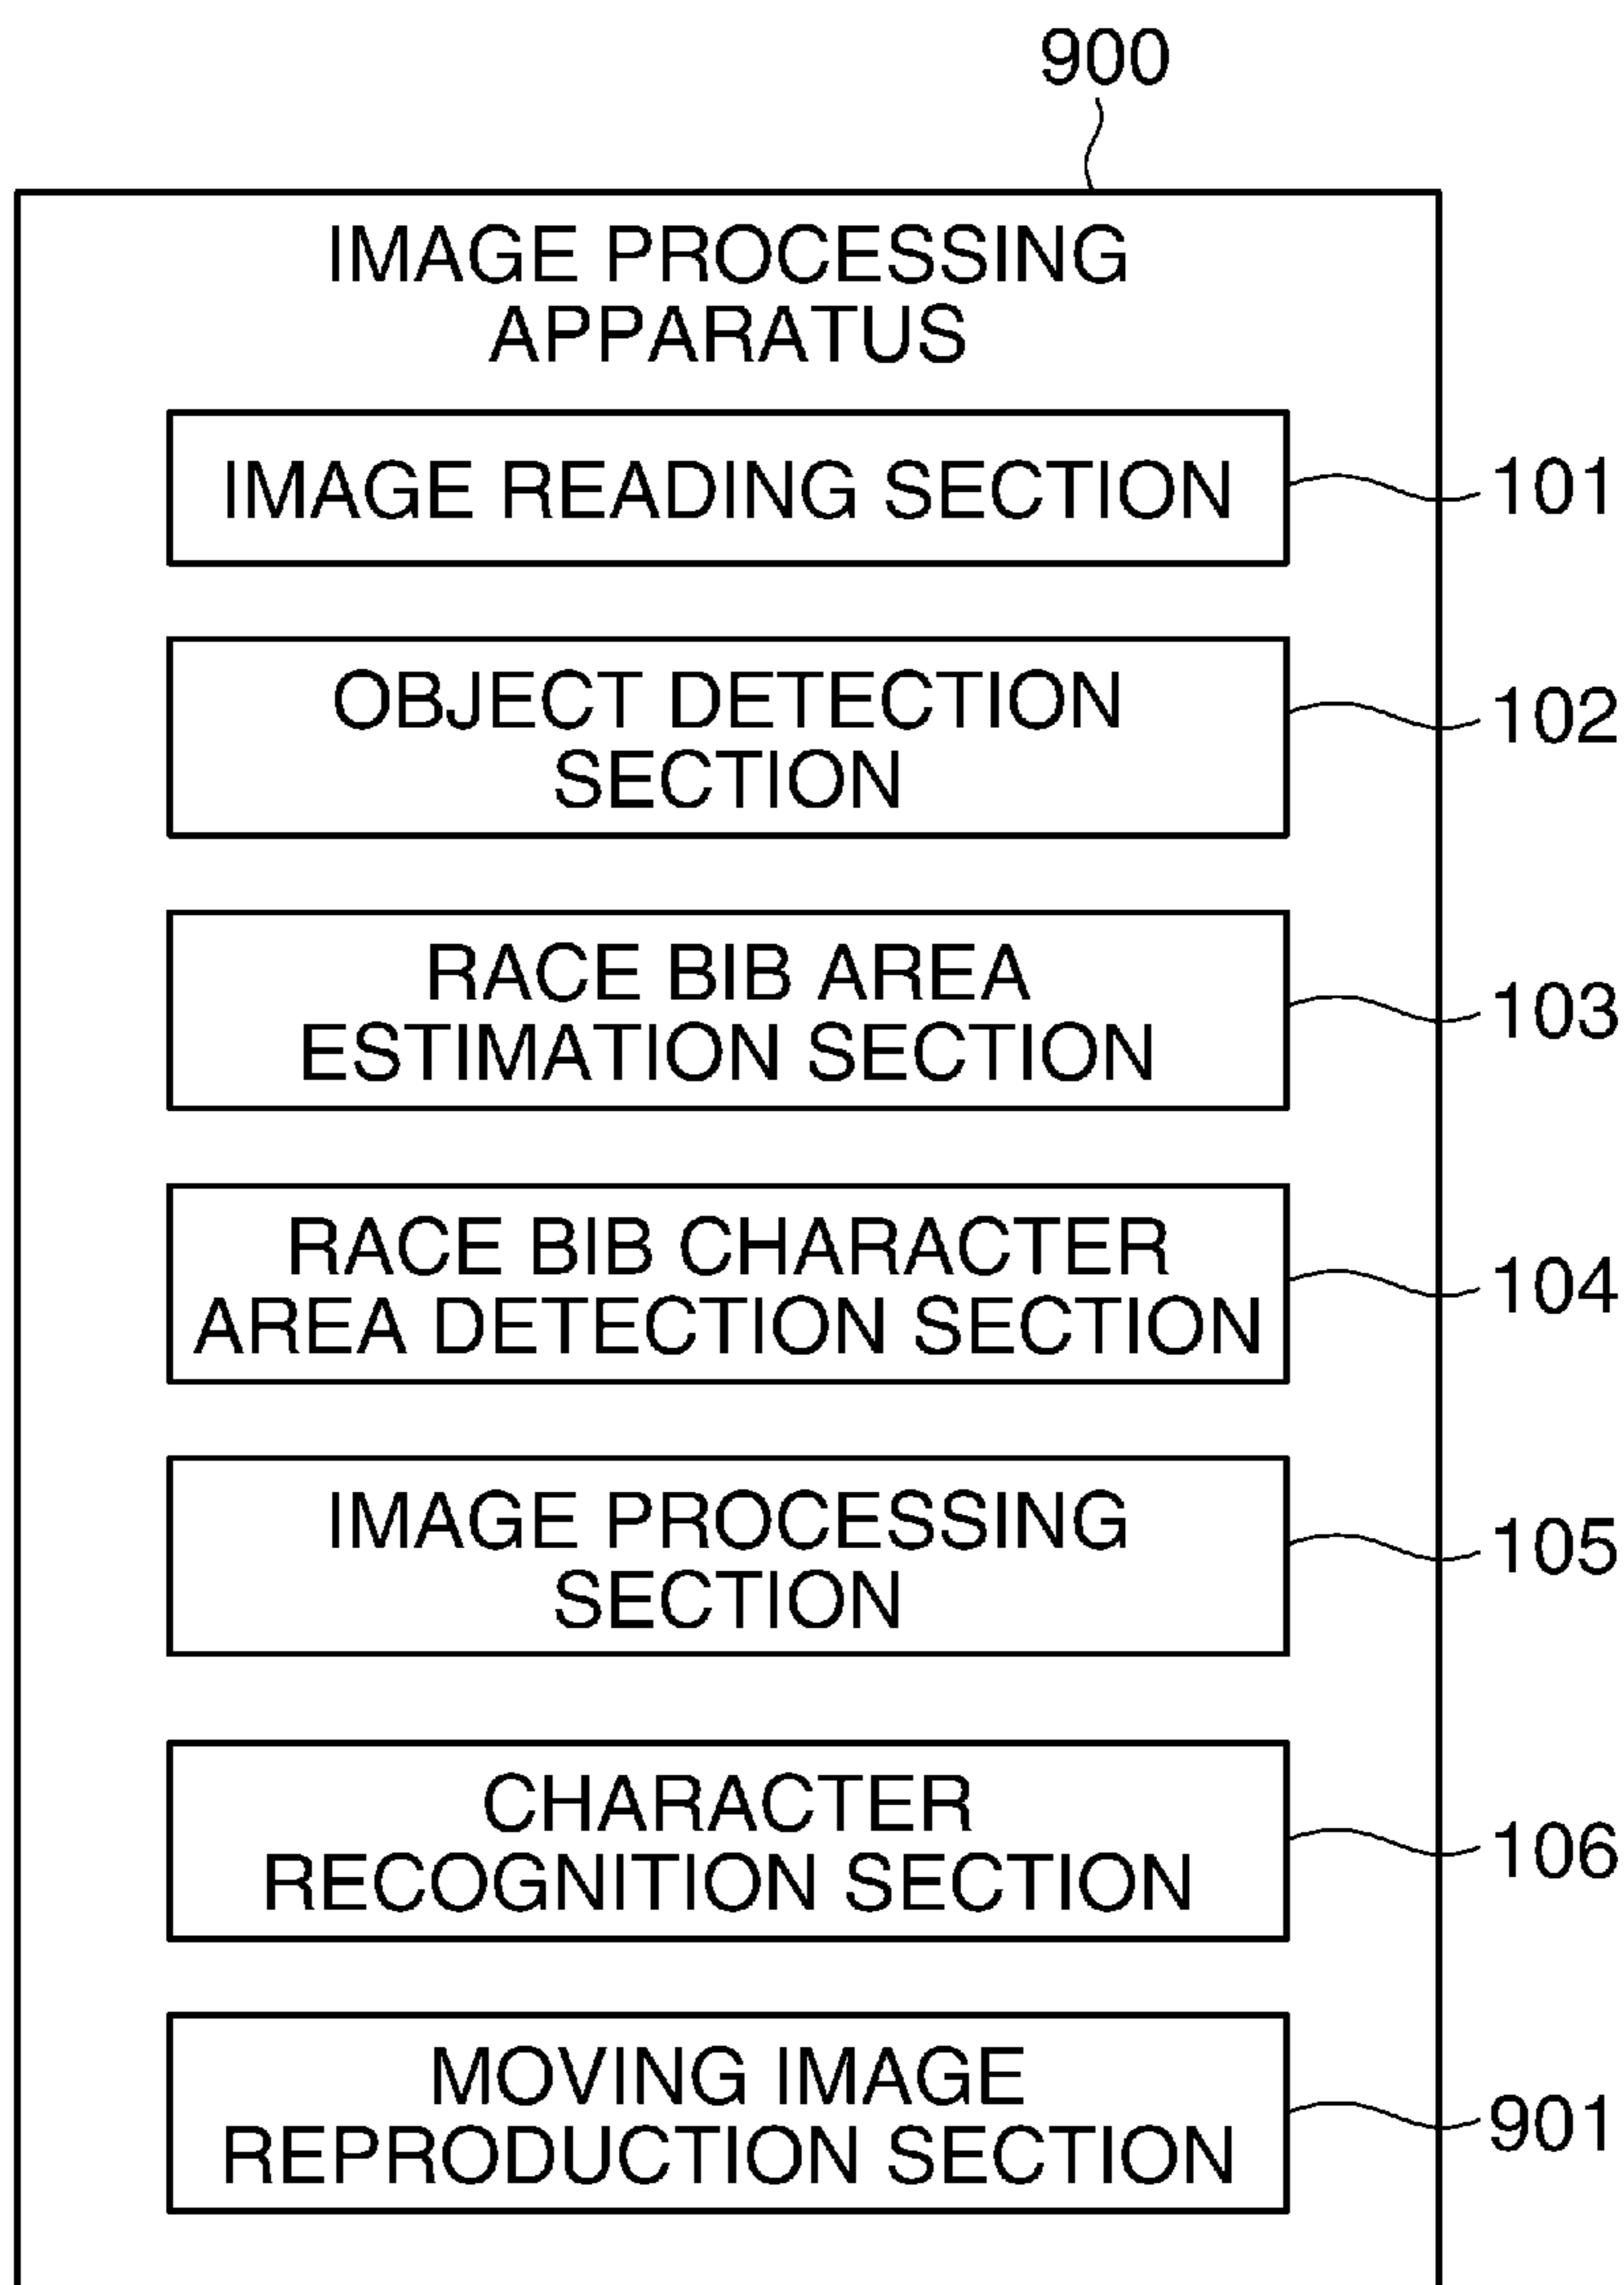 900
IMAGE PROCESSING
APPARATUS
IMAGE READING SECTION
101
OBJECT DETECTION
SECTION
102
RACE BIB AREA
ESTIMATION SECTION
103
RACE BIB CHARACTER
AREA DETECTION SECTION
104
IMAGE PROCESSING
SECTION
105
CHARACTER
RECOGNITION SECTION
106
MOVING IMAGE
REPRODUCTION SECTION
901